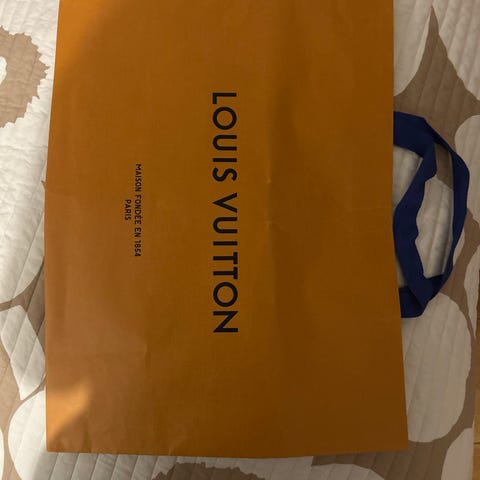 LOUIS VUITTON
MAISON FONDÉE EN 1854
PARIS